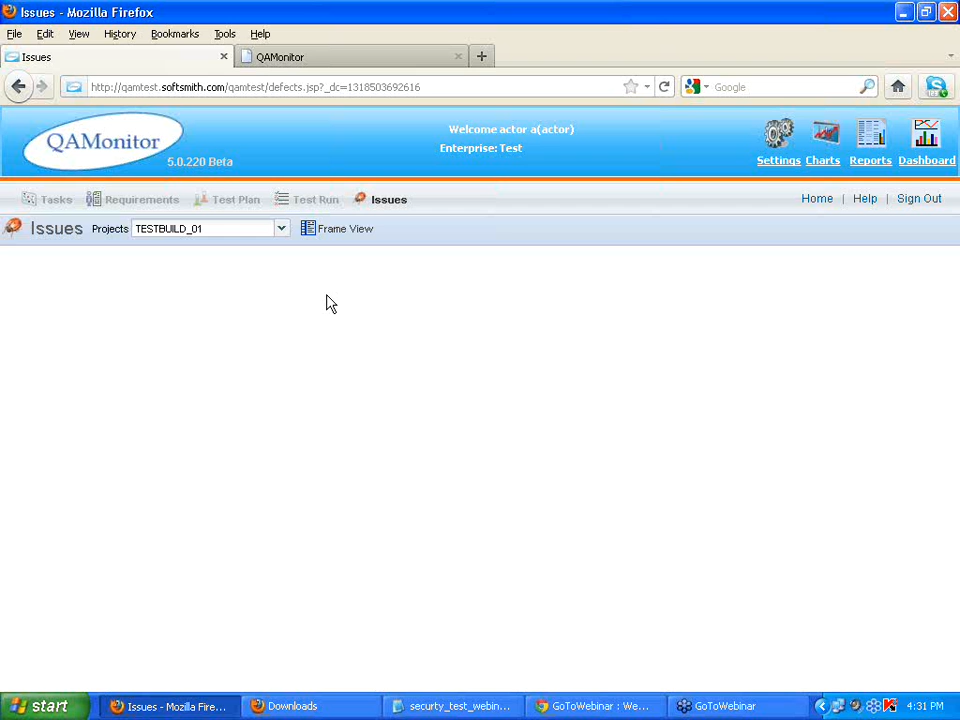 Issues - Mozilla Firefox
File Edit View History Bookmarks Tools Help
Issues
QAMonitor
http://qamtest.softsmith.com/qamtest/defects.jsp?_dc=1318503692616
Google
QAMonitor
5.0.220 Beta
Welcome actor a(actor)
Enterprise: Test
Settings Charts Reports Dashboard
Tasks Requirements Test Plan Test Run Issues
Home | Help | Sign Out
Issues Projects TESTBUILD_01 Frame View
start
Issues - Mozilla Fire...
Downloads
securty_test_webin...
GoToWebinar : We...
GoToWebinar
4:31 PM